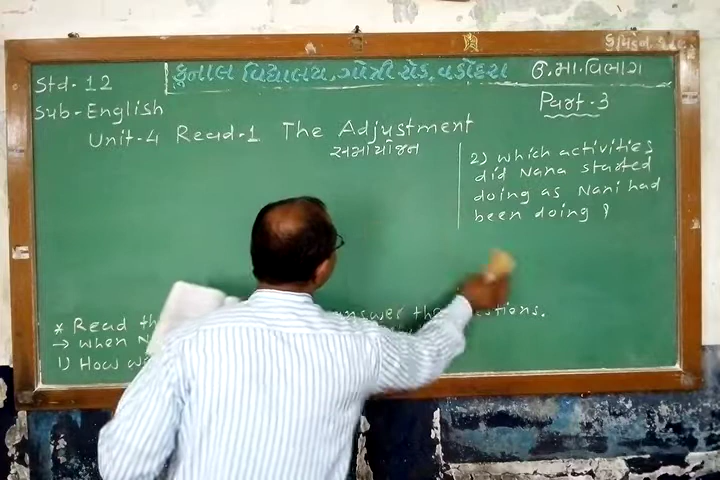 કુનાલ વિદ્યાલય, ગોત્રી રોડ, વડોદરા ઉ.મા.વિભાગ
Std-12
Sub-English
Part-3
Unit-4 Read-1 The Adjustment
સમાયોજન
2) which activities
did Nana started
doing as Nani had
been doing ?
* Read th answer the stions.
→ when N
1) How w